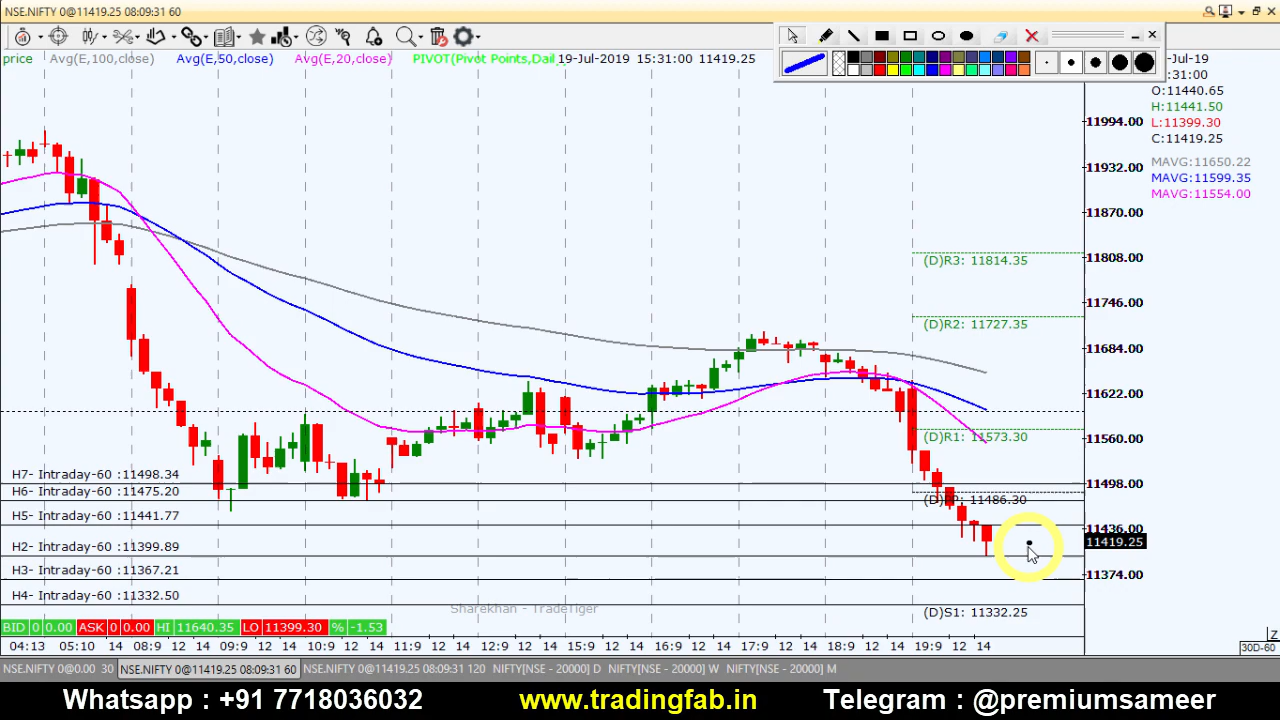 NSE.NIFTY 0@11419.25 08:09:31 60
price Avg(E,100,close) Avg(E,50,close) Avg(E,20,close) PIVOT(Pivot Points,Dail 19-Jul-2019 15:31:00 11419.25
-Jul-19
:31:00
O:11440.65
H:11441.50
L:11399.30
C:11419.25
MAVG:11650.22
MAVG:11599.35
MAVG:11554.00
11994.00
11932.00
11870.00
11808.00
11746.00
11684.00
11622.00
11560.00
11498.00
11436.00
11419.25
11374.00
(D)R3: 11814.35
(D)R2: 11727.35
(D)R1: 11573.30
(D)PP: 11486.30
(D)S1: 11332.25
H7- Intraday-60 :11498.34
H6- Intraday-60 :11475.20
H5- Intraday-60 :11441.77
H2- Intraday-60 :11399.89
H3- Intraday-60 :11367.21
H4- Intraday-60 :11332.50
Sharekhan - TradeTiger
BID 0 0.00 ASK 0 0.00 HI 11640.35 LO 11399.30 % -1.53
Z
04:13 05:10 08:9 12 14 09:9 12 14 10:9 12 14 11:9 12 14 12:9 12 14 15:9 12 14 16:9 12 14 17:9 12 14 18:9 12 14 19:9 12 14
30D-60
NSE.NIFTY 0@0.00 30 NSE.NIFTY 0@11419.25 08:09:31 60 NSE.NIFTY 0@11419.25 08:09:31 120 NIFTY[NSE - 20000] D NIFTY[NSE - 20000] W NIFTY[NSE - 20000] M
Whatsapp : +91 7718036032 www.tradingfab.in Telegram : @premiumsameer